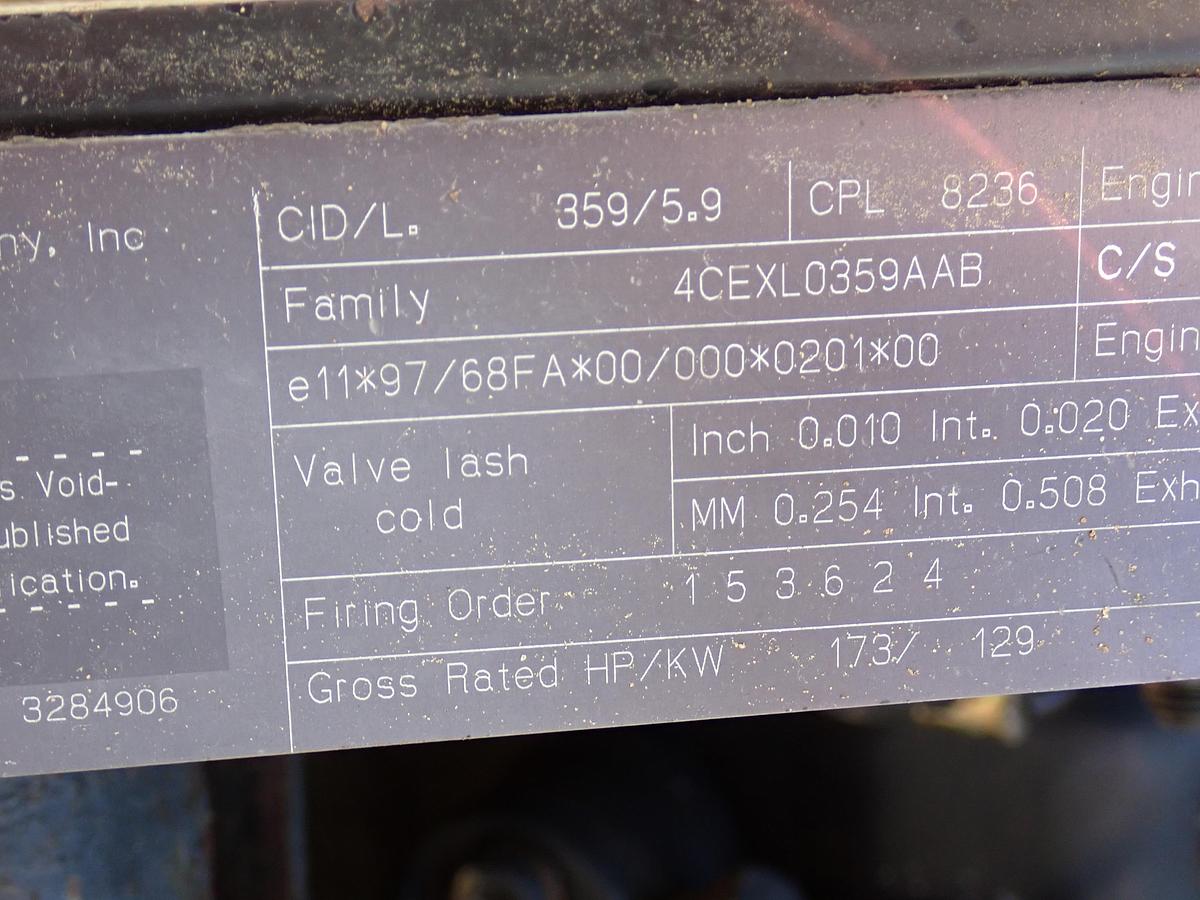 ny, Inc
s Void-
ublished
ication.
3284906
CID/L. 359/5.9 CPL 8236 Engin
Family 4CEXL0359AAB C/S
e11*97/68FA*00/000*0201*00 Engin
Valve lash cold
Inch 0.010 Int. 0.020 Ex
MM 0.254 Int. 0.508 Exh
Firing Order 1 5 3 6 2 4
Gross Rated HP/KW 173/ 129